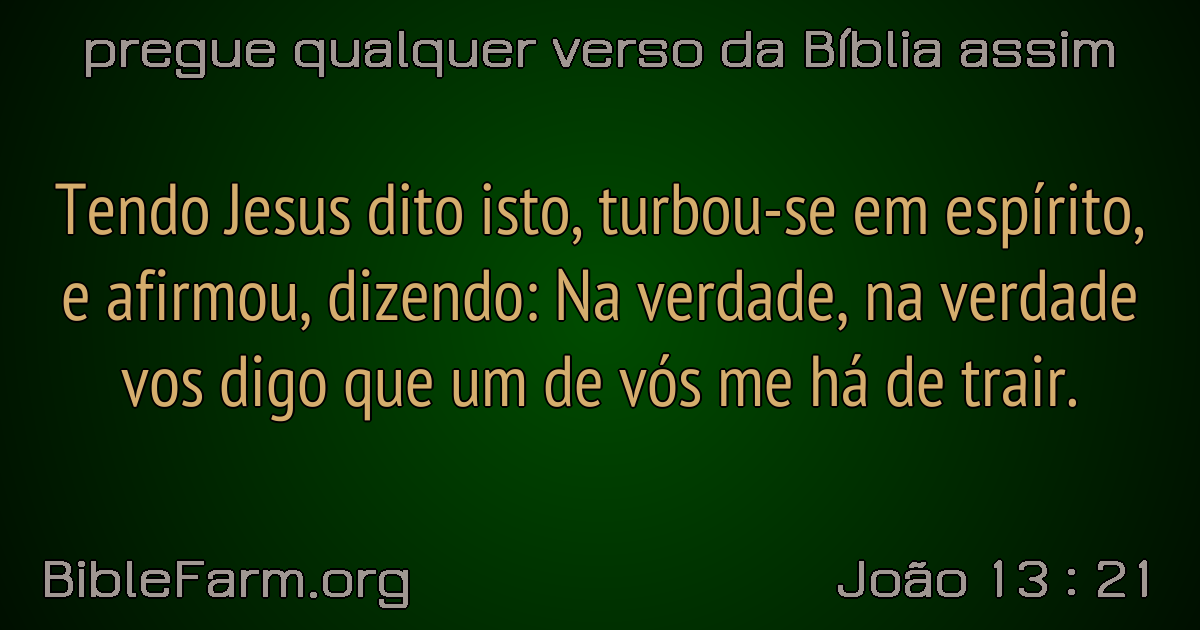 pregue qualquer verso da Bíblia assim
Tendo Jesus dito isto, turbou-se em espírito,
e afirmou, dizendo: Na verdade, na verdade
vos digo que um de vós me há de trair.
BibleFarm.org
João 13 : 21